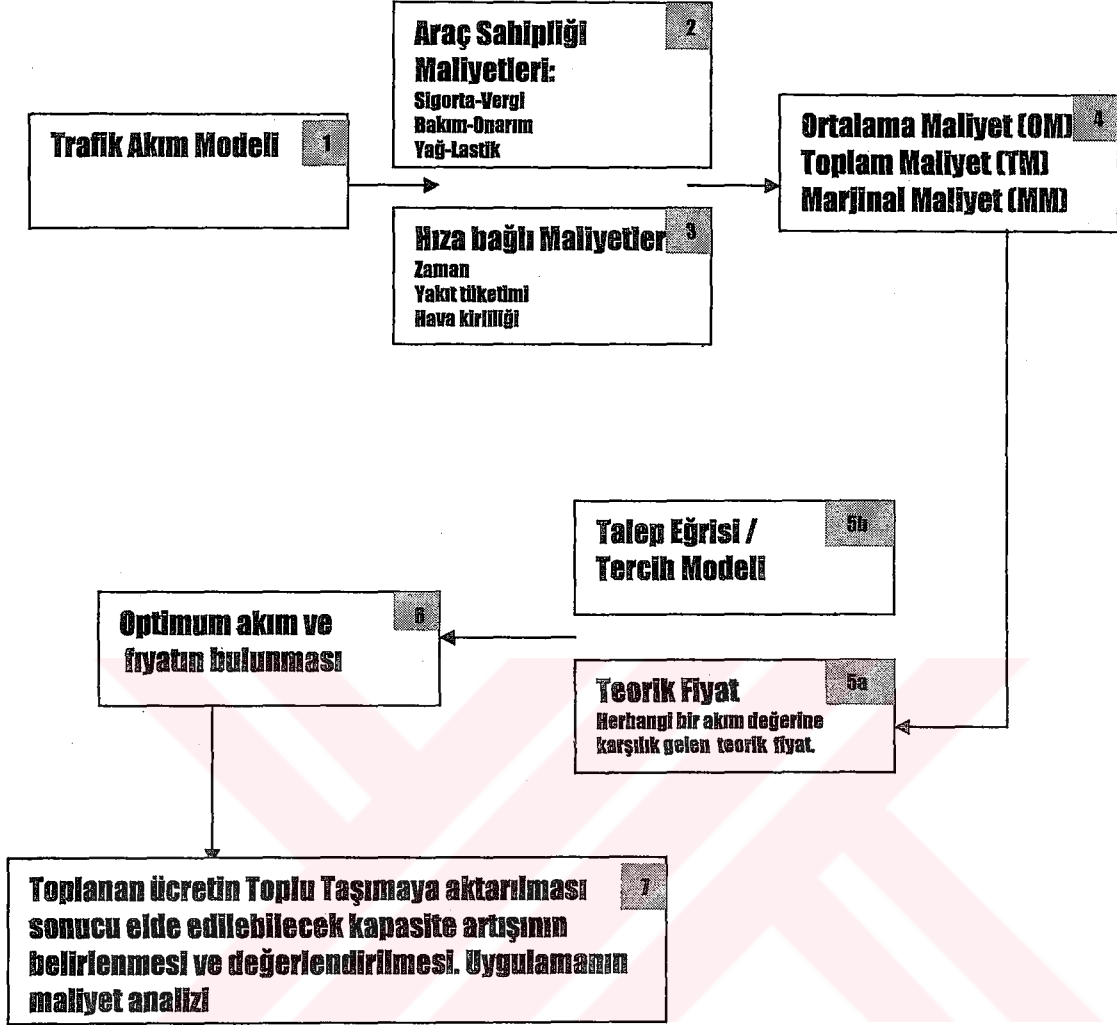 Trafik Akım Modeli
1
Araç Sahipliği
Maliyetleri:
Sigorta-Vergi
Bakım-Onarım
Yağ-Lastik
2
Hıza bağlı Maliyetler
Zaman
Yakıt tüketimi
Hava kirliliği
3
Ortalama Maliyet (OM)
Toplam Maliyet (TM)
Marjinal Maliyet (MM)
4
Talep Eğrisi /
Tercih Modeli
5b
Teorik Fiyat
Herhangi bir akım değerine
karşılık gelen teorik fiyat.
5a
Optimum akım ve
fiyatın bulunması
6
Toplanan ücretin Toplu Taşımaya aktarılması
sonucu elde edilebilecek kapasite artışının
belirlenmesi ve değerlendirilmesi. Uygulamanın
maliyet analizi
7